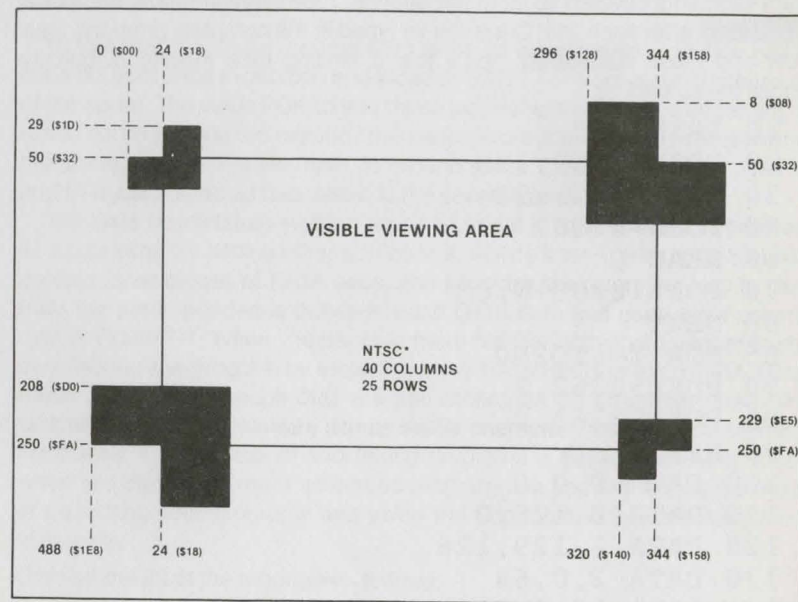 0 ($00) 24 ($18)
296 ($128) 344 ($158)
8 ($08)
29 ($1D)
50 ($32)
50 ($32)
VISIBLE VIEWING AREA
NTSC*
40 COLUMNS
25 ROWS
208 ($D0)
229 ($E5)
250 ($FA)
250 ($FA)
488 ($1E8) 24 ($18)
320 ($140) 344 ($158)